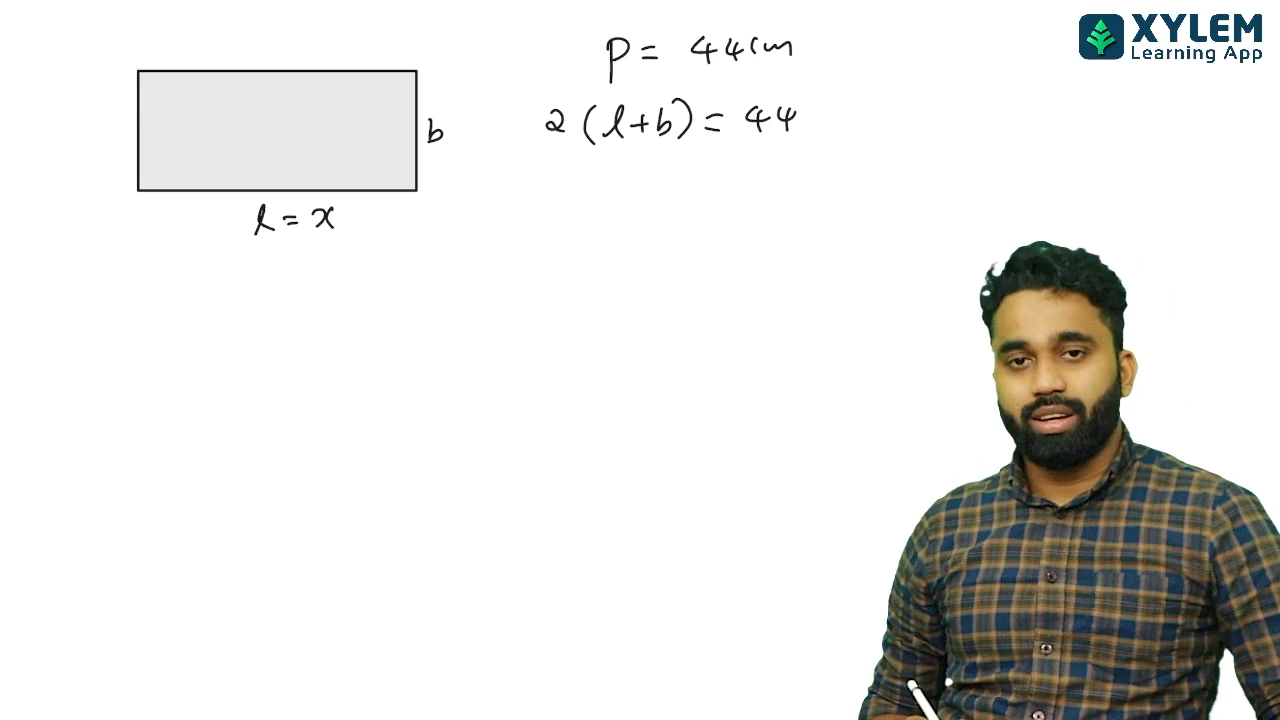 P = 44cm
2 (l+b) = 44
b
l = x
XYLEM
Learning App